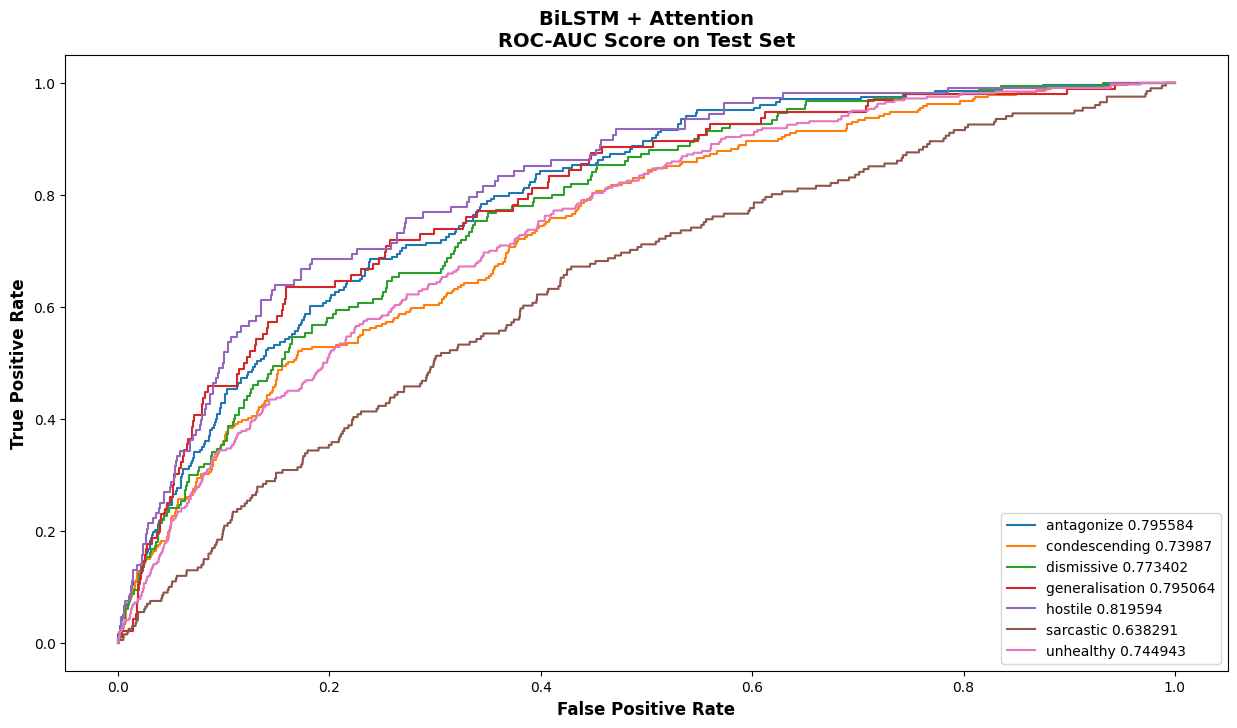 BiLSTM + Attention
ROC-AUC Score on Test Set
True Positive Rate
1.0
0.8
0.6
0.4
0.2
0.0
0.0
0.2
0.4
0.6
0.8
1.0
False Positive Rate
antagonize 0.795584
condescending 0.73987
dismissive 0.773402
generalisation 0.795064
hostile 0.819594
sarcastic 0.638291
unhealthy 0.744943